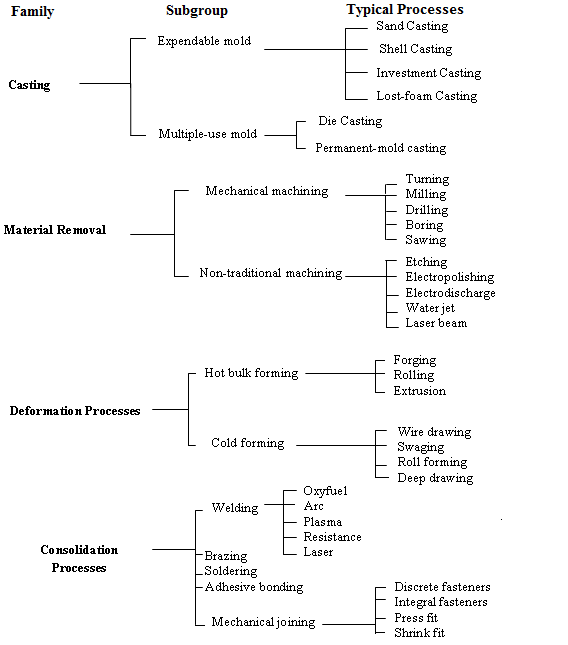 Family Subgroup Typical Processes
Sand Casting
Expendable mold
Shell Casting
Investment Casting
Casting
Lost-foam Casting
Die Casting
Multiple-use mold
Permanent-mold casting
Turning
Mechanical machining
Milling
Drilling
Boring
Material Removal
Sawing
Etching
Non-traditional machining
Electropolishing
Electrodischarge
Water jet
Laser beam
Forging
Hot bulk forming
Rolling
Extrusion
Deformation Processes
Wire drawing
Cold forming
Swaging
Roll forming
Deep drawing
Oxyfuel
Welding
Arc
Plasma
Resistance
Consolidation
Processes
Laser
Brazing
Soldering
Adhesive bonding
Discrete fasteners
Integral fasteners
Mechanical joining
Press fit
Shrink fit